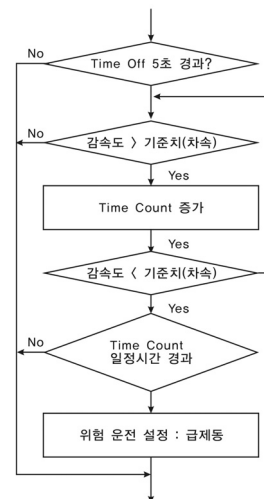 No
Time Off 5초 경과?
No
감속도 > 기준치(차속)
Yes
Time Count 증가
Yes
감속도 < 기준치(차속)
Yes
No
Time Count
일정시간 경과
위험 운전 설정 : 급제동